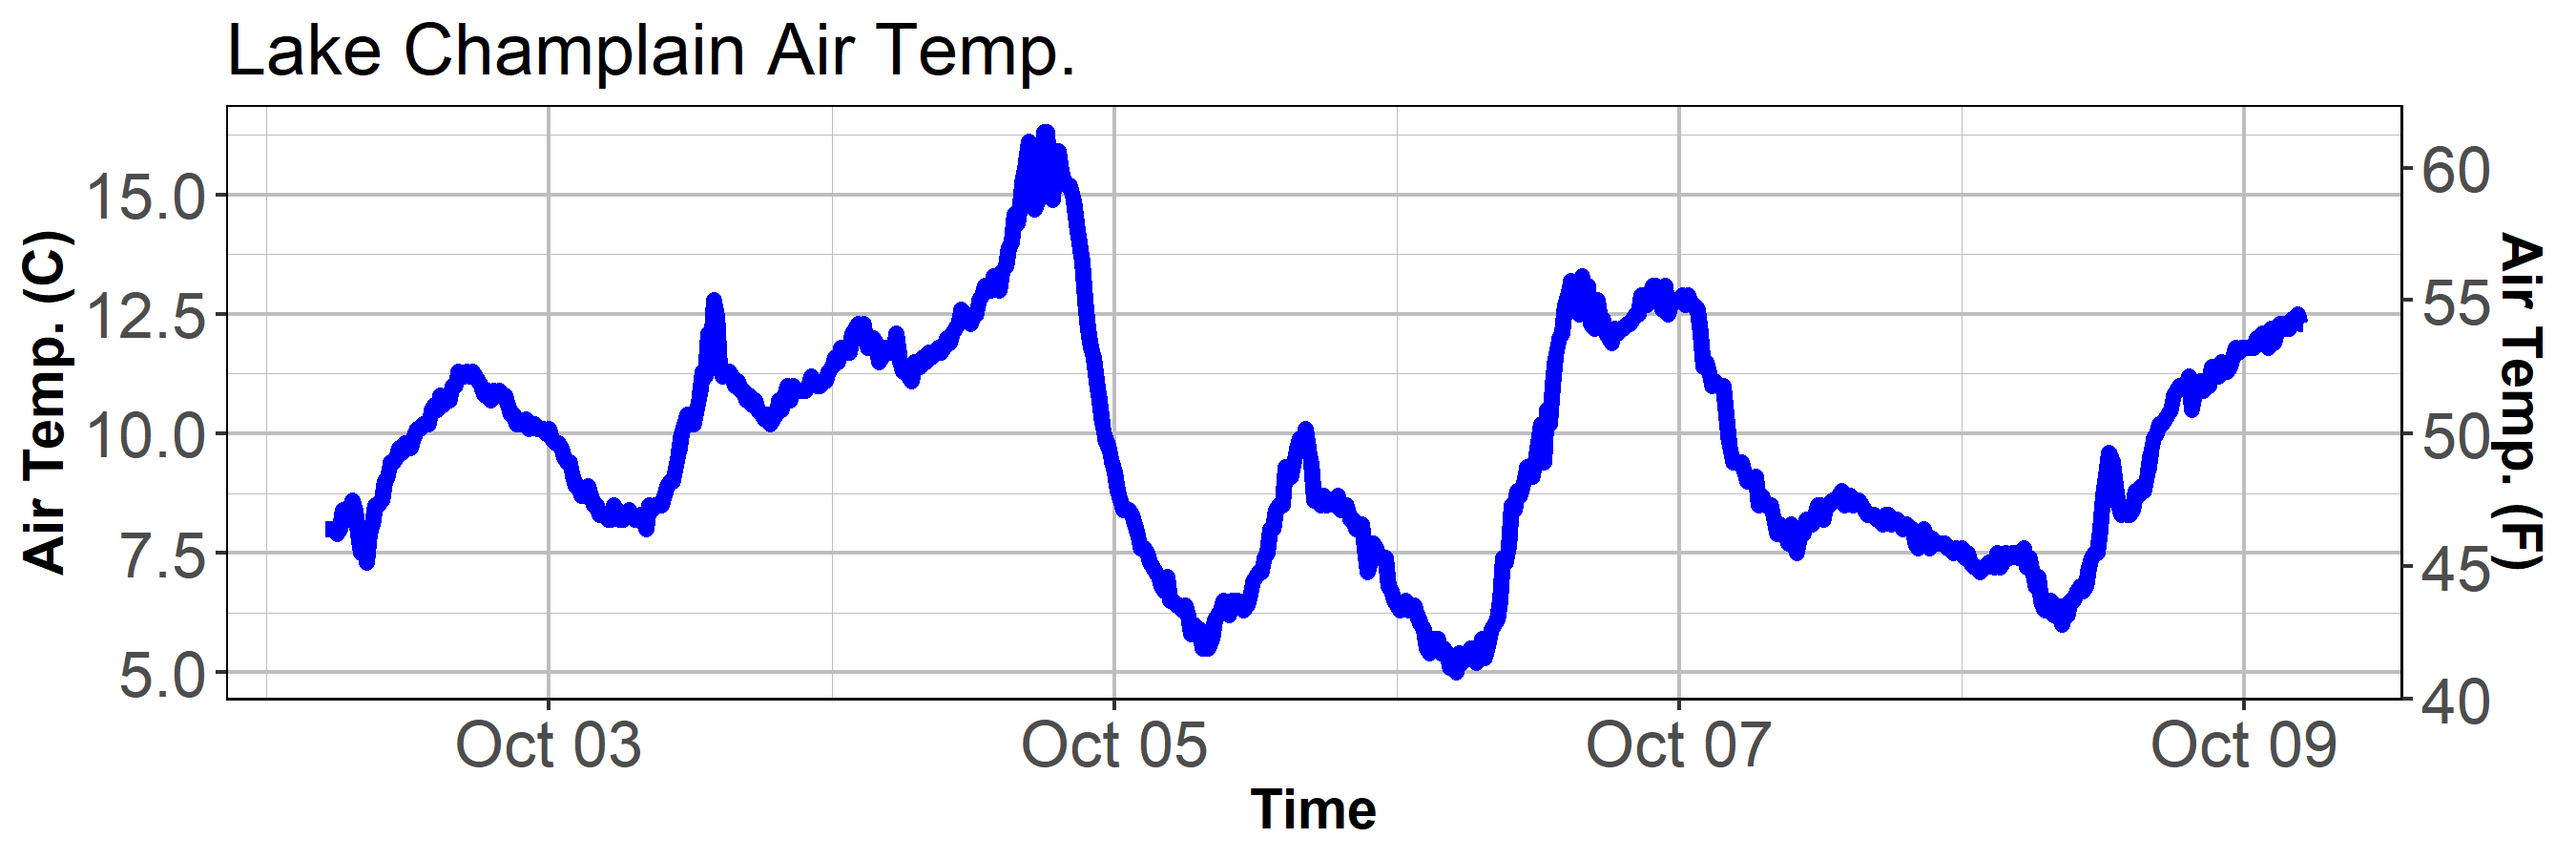 Lake Champlain Air Temp.
Air Temp. (C)
15.0
12.5
10.0
7.5
5.0
60
55
50
45
40
Air Temp. (F)
Oct 03 Oct 05 Oct 07 Oct 09
Time